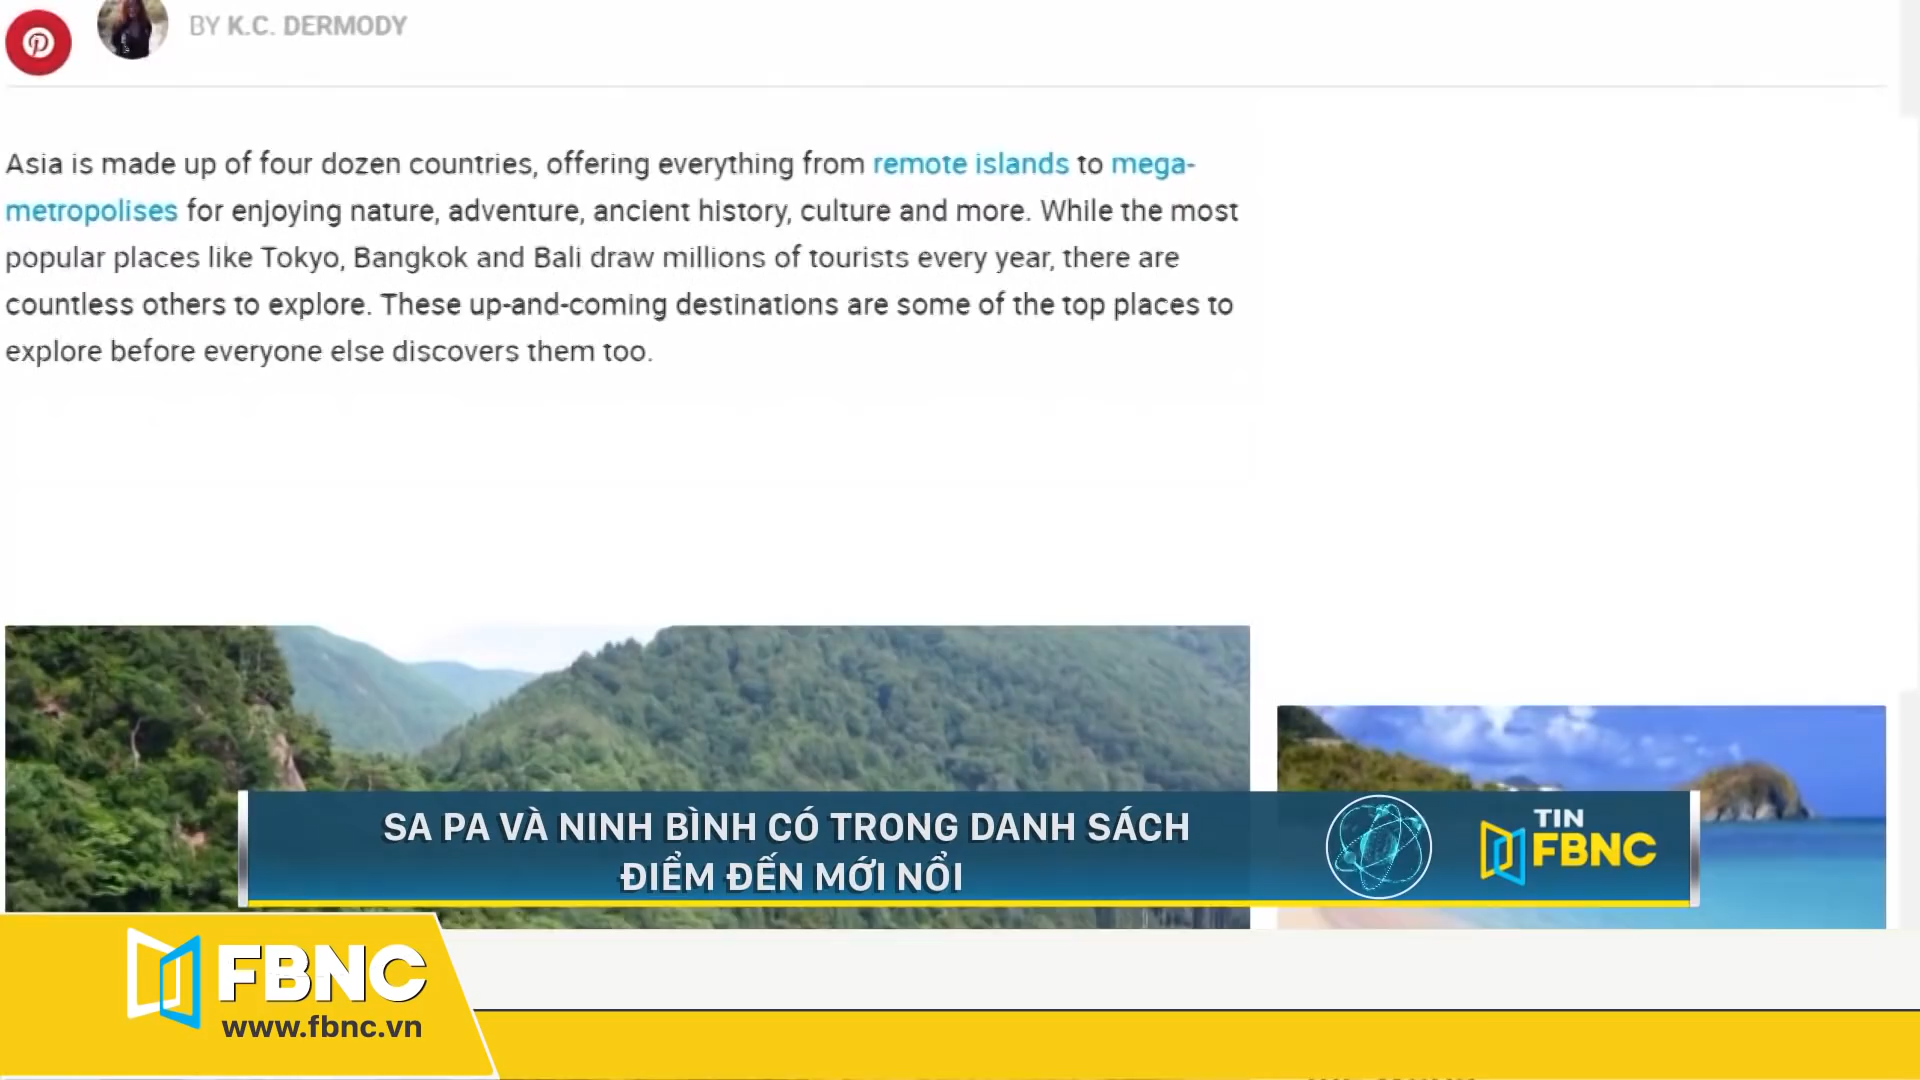 BY K.C. DERMODY
Asia is made up of four dozen countries, offering everything from remote islands to mega-
metropolises for enjoying nature, adventure, ancient history, culture and more. While the most
popular places like Tokyo, Bangkok and Bali draw millions of tourists every year, there are
countless others to explore. These up-and-coming destinations are some of the top places to
explore before everyone else discovers them too.
SA PA VÀ NINH BÌNH CÓ TRONG DANH SÁCH
ĐIỂM ĐẾN MỚI NỔI
TIN
FBNC
FBNC
www.fbnc.vn